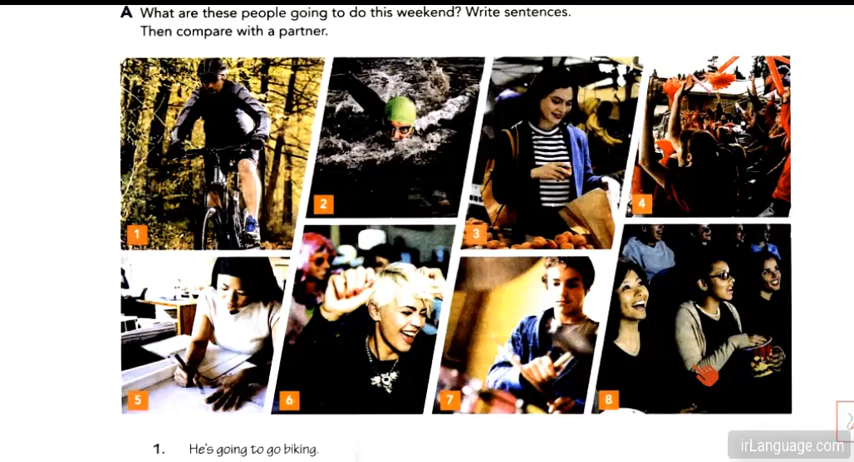 A What are these people going to do this weekend? Write sentences.
Then compare with a partner.
1
2
3
4
5
6
7
8
1. He's going to go biking.
irLanguage.com